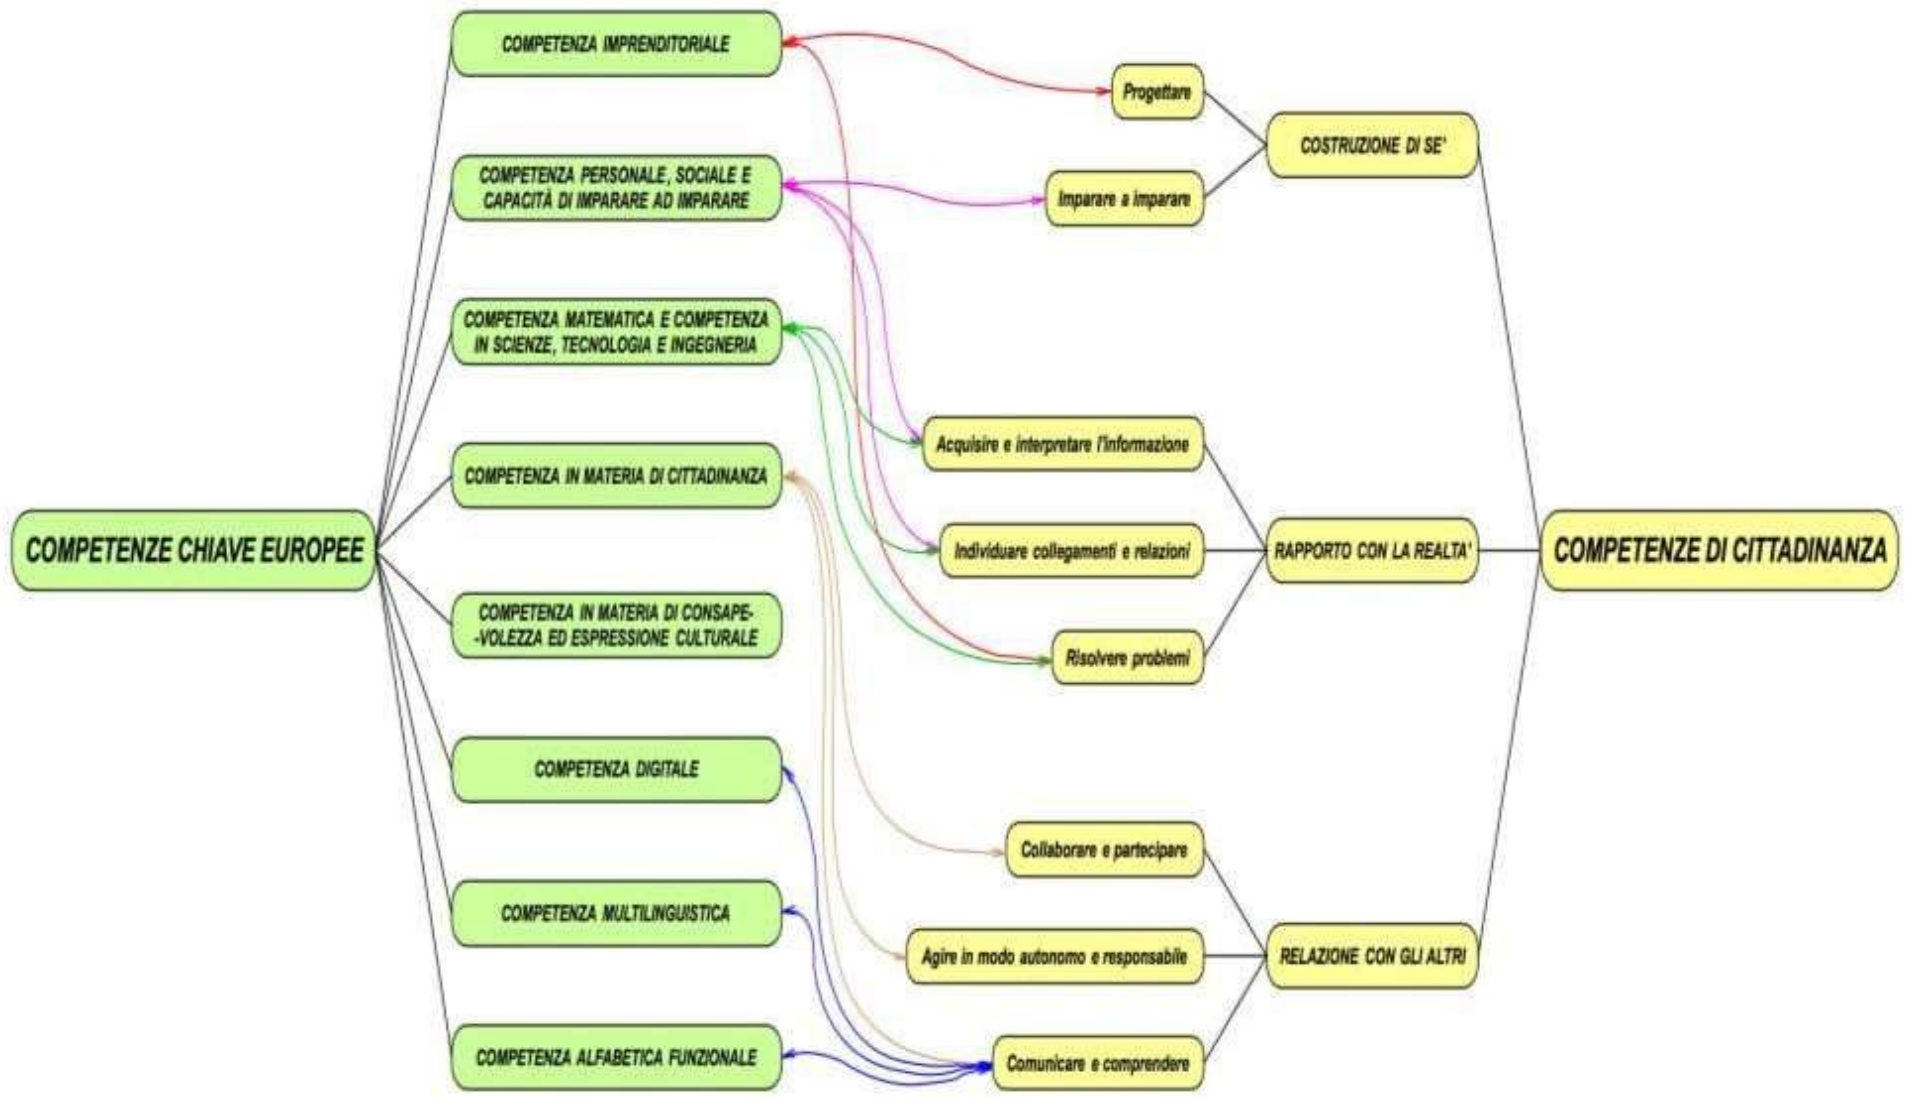 COMPETENZE CHIAVE EUROPEE
COMPETENZA IMPRENDITORIALE
COMPETENZA PERSONALE, SOCIALE E
CAPACITÀ DI IMPARARE AD IMPARARE
COMPETENZA MATEMATICA E COMPETENZA
IN SCIENZE, TECNOLOGIA E INGEGNERIA
COMPETENZA IN MATERIA DI CITTADINANZA
COMPETENZA IN MATERIA DI CONSAPE-
-VOLEZZA ED ESPRESSIONE CULTURALE
COMPETENZA DIGITALE
COMPETENZA MULTILINGUISTICA
COMPETENZA ALFABETICA FUNZIONALE
Progettare
Imparare a imparare
Acquisire e interpretare l'informazione
Individuare collegamenti e relazioni
Risolvere problemi
Collaborare e partecipare
Agire in modo autonomo e responsabile
Comunicare e comprendere
COSTRUZIONE DI SE'
RAPPORTO CON LA REALTA'
RELAZIONE CON GLI ALTRI
COMPETENZE DI CITTADINANZA